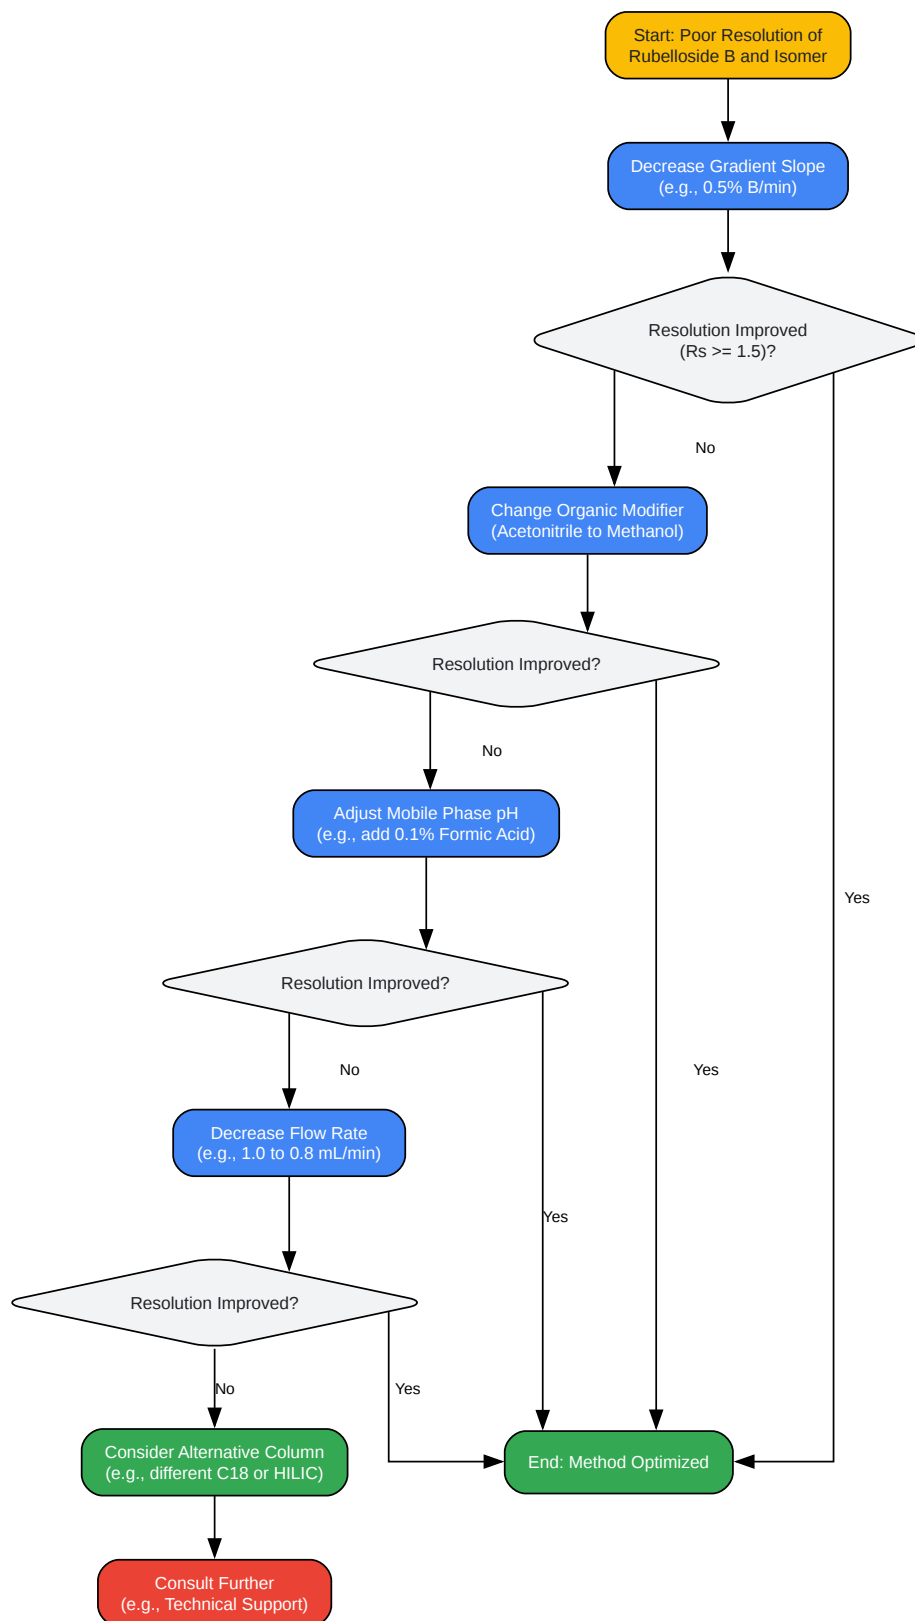 Start: Poor Resolution of
Rubelloside B and Isomer
Decrease Gradient Slope
(e.g., 0.5% B/min)
Resolution Improved
(Rs >= 1.5)?
No
Change Organic Modifier
(Acetonitrile to Methanol)
Resolution Improved?
No
Adjust Mobile Phase pH
(e.g., add 0.1% Formic Acid)
Yes
Resolution Improved?
No
Yes
Decrease Flow Rate
(e.g., 1.0 to 0.8 mL/min)
Yes
Resolution Improved?
No
Yes
Consider Alternative Column
(e.g., different C18 or HILIC)
End: Method Optimized
Consult Further
(e.g., Technical Support)